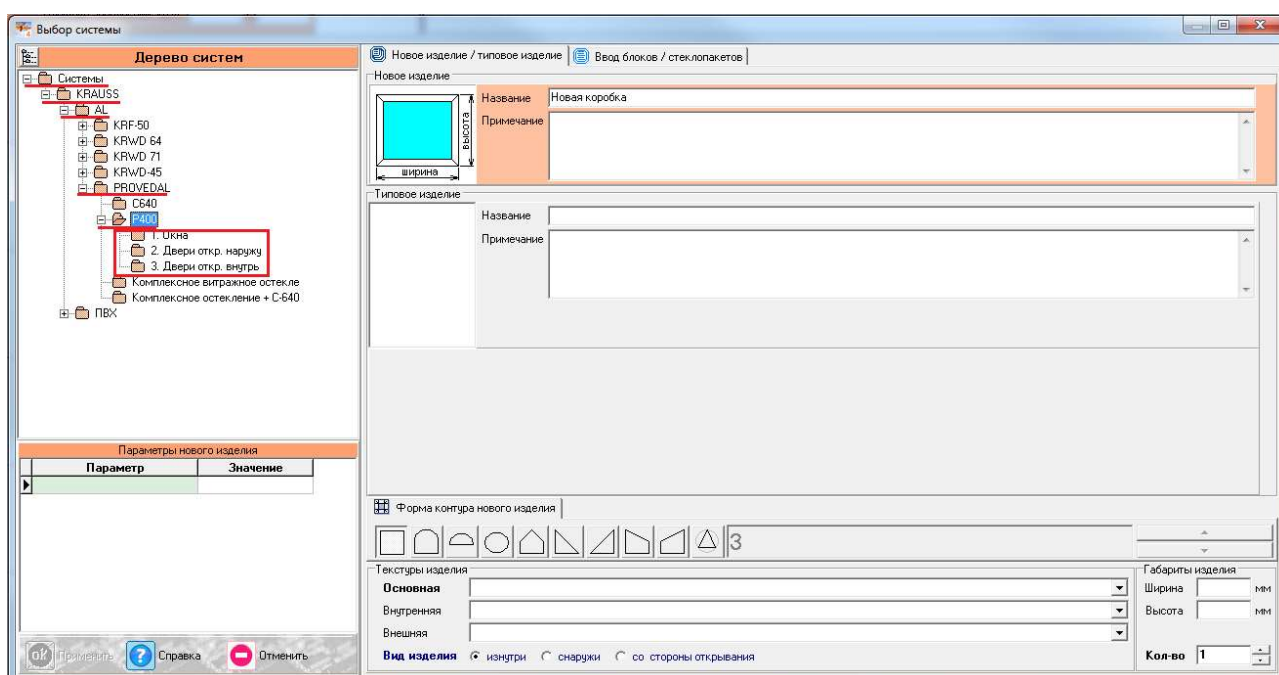 Выбор системы
Дерево систем
Системы
KRAUSS
AL
KRF-50
KRWD 64
KRWD 71
KRWD-45
PROVEDAL
C640
P400
1. Окна
2. Двери откр. наружу
3. Двери откр. внутрь
Комплексное витражное остекле
Комплексное остекление + C-640
ПВХ
Параметры нового изделия
Параметр Значение
ok Применить Справка Отменить
Новое изделие / типовое изделие Ввод блоков / стеклопакетов
Новое изделие
высота
ширина
Название Новая коробка
Примечание
Типовое изделие
Название
Примечание
Форма контура нового изделия
3
Текстуры изделия
Основная
Внутренняя
Внешняя
Вид изделия изнутри снаружи со стороны открывания
Габариты изделия
Ширина мм
Высота мм
Кол-во 1